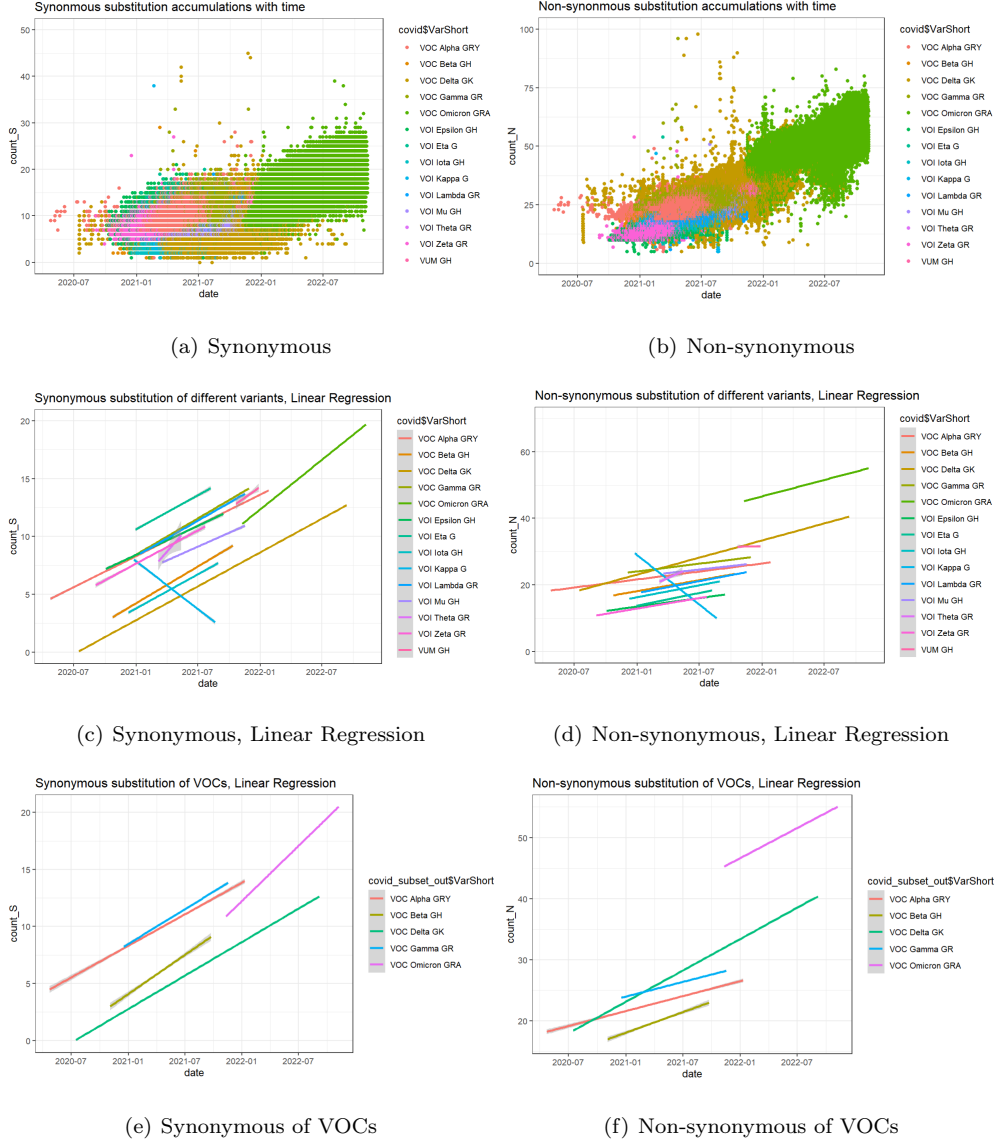 Synonmous substitution accumulations with time
count_S
50
40
30
20
10
0
2020-07 2021-01 2021-07 2022-01 2022-07
date
covid$VarShort
VOC Alpha GRY
VOC Beta GH
VOC Delta GK
VOC Gamma GR
VOC Omicron GRA
VOI Epsilon GH
VOI Eta G
VOI Iota GH
VOI Kappa G
VOI Lambda GR
VOI Mu GH
VOI Theta GR
VOI Zeta GR
VUM GH
(a) Synonymous
Non-synonmous substitution accumulations with time
count_N
100
75
50
25
0
2020-07 2021-01 2021-07 2022-01 2022-07
date
covid$VarShort
VOC Alpha GRY
VOC Beta GH
VOC Delta GK
VOC Gamma GR
VOC Omicron GRA
VOI Epsilon GH
VOI Eta G
VOI Iota GH
VOI Kappa G
VOI Lambda GR
VOI Mu GH
VOI Theta GR
VOI Zeta GR
VUM GH
(b) Non-synonymous
Synonymous substitution of different variants, Linear Regression
count_S
20
15
10
5
0
2020-07 2021-01 2021-07 2022-01 2022-07
date
covid$VarShort
VOC Alpha GRY
VOC Beta GH
VOC Delta GK
VOC Gamma GR
VOC Omicron GRA
VOI Epsilon GH
VOI Eta G
VOI Iota GH
VOI Kappa G
VOI Lambda GR
VOI Mu GH
VOI Theta GR
VOI Zeta GR
VUM GH
(c) Synonymous, Linear Regression
Non-synonymous substitution of different variants, Linear Regression
count_N
60
40
20
0
2020-07 2021-01 2021-07 2022-01 2022-07
date
covid$VarShort
VOC Alpha GRY
VOC Beta GH
VOC Delta GK
VOC Gamma GR
VOC Omicron GRA
VOI Epsilon GH
VOI Eta G
VOI Iota GH
VOI Kappa G
VOI Lambda GR
VOI Mu GH
VOI Theta GR
VOI Zeta GR
VUM GH
(d) Non-synonymous, Linear Regression
Synonymous substitution of VOCs, Linear Regression
count_S
20
15
10
5
0
2020-07 2021-01 2021-07 2022-01 2022-07
date
covid_subset_out$VarShort
VOC Alpha GRY
VOC Beta GH
VOC Delta GK
VOC Gamma GR
VOC Omicron GRA
(e) Synonymous of VOCs
Non-synonymous substitution of VOCs, Linear Regression
count_N
50
40
30
20
2020-07 2021-01 2021-07 2022-01 2022-07
date
covid_subset_out$VarShort
VOC Alpha GRY
VOC Beta GH
VOC Delta GK
VOC Gamma GR
VOC Omicron GRA
(f) Non-synonymous of VOCs